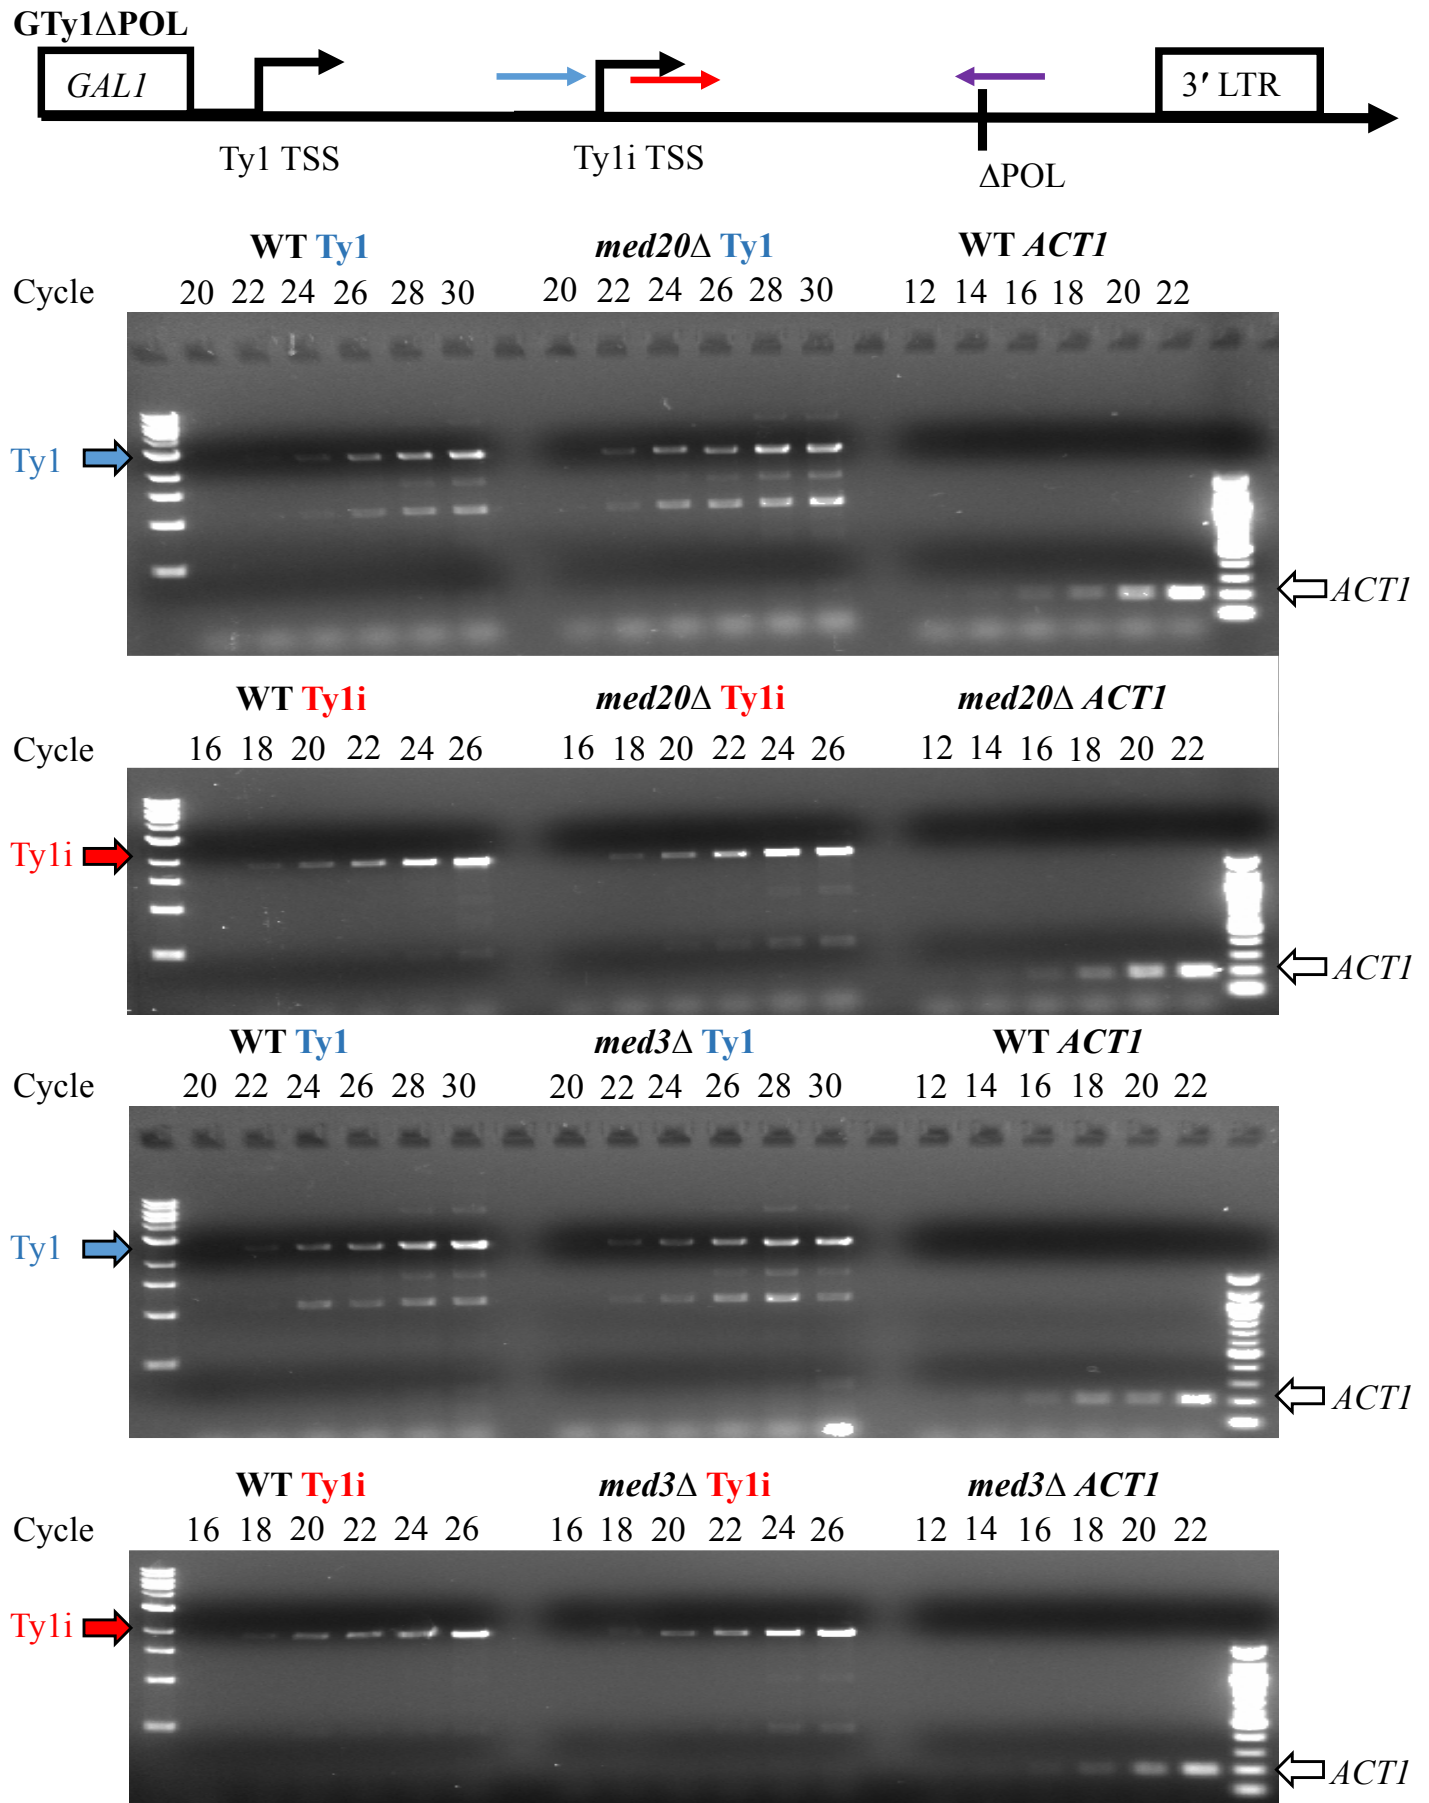 GTy1ΔPOL
GAL1
3′ LTR
Ty1 TSS
Ty1i TSS
ΔPOL
WT Ty1
med20Δ Ty1
WT ACT1
Cycle 20 22 24 26 28 30 20 22 24 26 28 30 12 14 16 18 20 22
Ty1
ACT1
WT Ty1i
med20Δ Ty1i
med20Δ ACT1
Cycle 16 18 20 22 24 26 16 18 20 22 24 26 12 14 16 18 20 22
Ty1i
ACT1
WT Ty1
med3Δ Ty1
WT ACT1
Cycle 20 22 24 26 28 30 20 22 24 26 28 30 12 14 16 18 20 22
Ty1
ACT1
WT Ty1i
med3Δ Ty1i
med3Δ ACT1
Cycle 16 18 20 22 24 26 16 18 20 22 24 26 12 14 16 18 20 22
Ty1i
ACT1